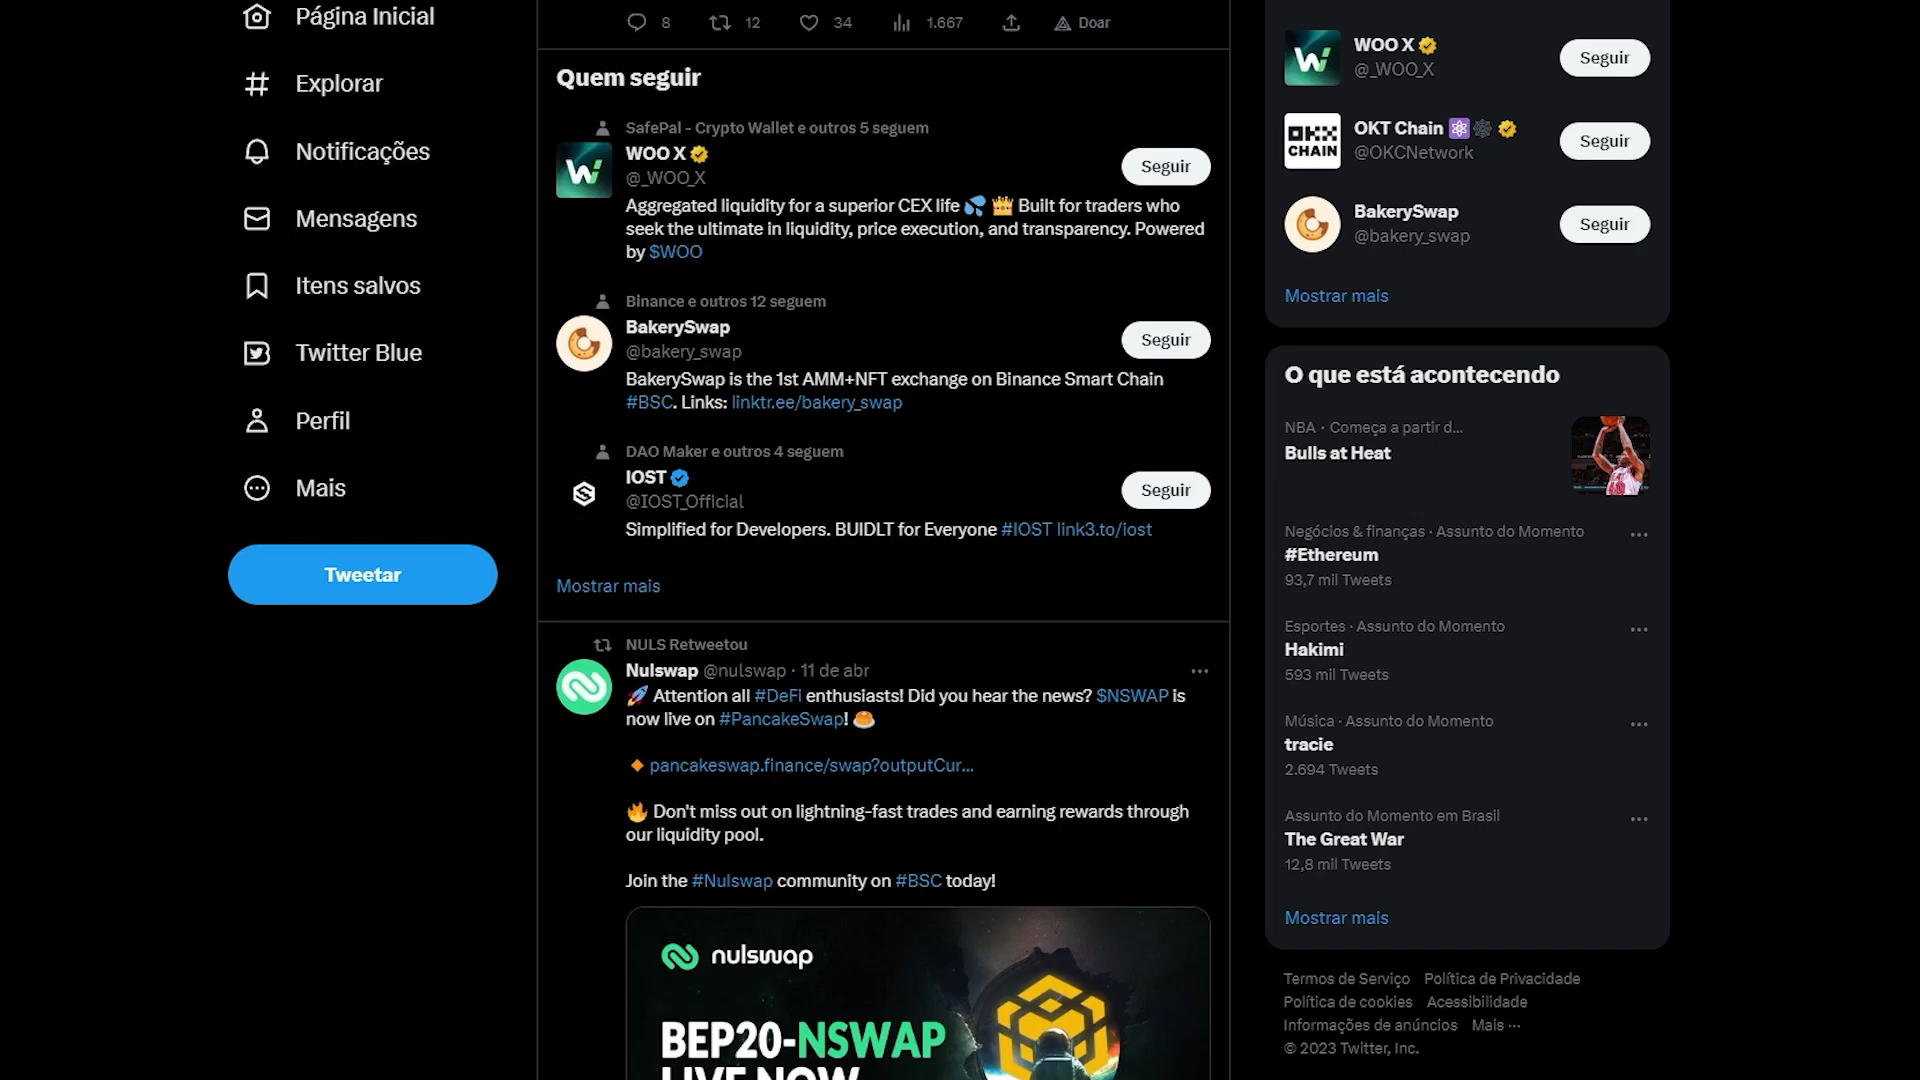 Página Inicial
Explorar
Notificações
Mensagens
Itens salvos
Twitter Blue
Perfil
Mais
Tweetar
8 12 34 1.667 Doar
Quem seguir
SafePal - Crypto Wallet e outros 5 seguem
WOO X
@_WOO_X
Seguir
Aggregated liquidity for a superior CEX life 💦 👑 Built for traders who
seek the ultimate in liquidity, price execution, and transparency. Powered
by $WOO
Binance e outros 12 seguem
BakerySwap
@bakery_swap
Seguir
BakerySwap is the 1st AMM+NFT exchange on Binance Smart Chain
#BSC. Links: linktr.ee/bakery_swap
DAO Maker e outros 4 seguem
IOST
@IOST_Official
Seguir
Simplified for Developers. BUIDLT for Everyone #IOST link3.to/iost
Mostrar mais
NULS Retweetou
Nulswap @nulswap · 11 de abr
🚀 Attention all #DeFI enthusiasts! Did you hear the news? $NSWAP is
now live on #PancakeSwap! 🍮
🔸 pancakeswap.finance/swap?outputCur...
🔥 Don't miss out on lightning-fast trades and earning rewards through
our liquidity pool.
Join the #Nulswap community on #BSC today!
nulswap
BEP20-NSWAP
LIVE NOW
WOO X
@_WOO_X
Seguir
OKX
CHAIN
OKT Chain
@OKCNetwork
Seguir
BakerySwap
@bakery_swap
Seguir
Mostrar mais
O que está acontecendo
NBA · Começa a partir d...
Bulls at Heat
Negócios & finanças · Assunto do Momento
#Ethereum
93,7 mil Tweets
Esportes · Assunto do Momento
Hakimi
593 mil Tweets
Música · Assunto do Momento
tracie
2.694 Tweets
Assunto do Momento em Brasil
The Great War
12,8 mil Tweets
Mostrar mais
Termos de Serviço Política de Privacidade
Política de cookies Acessibilidade
Informações de anúncios Mais ···
© 2023 Twitter, Inc.